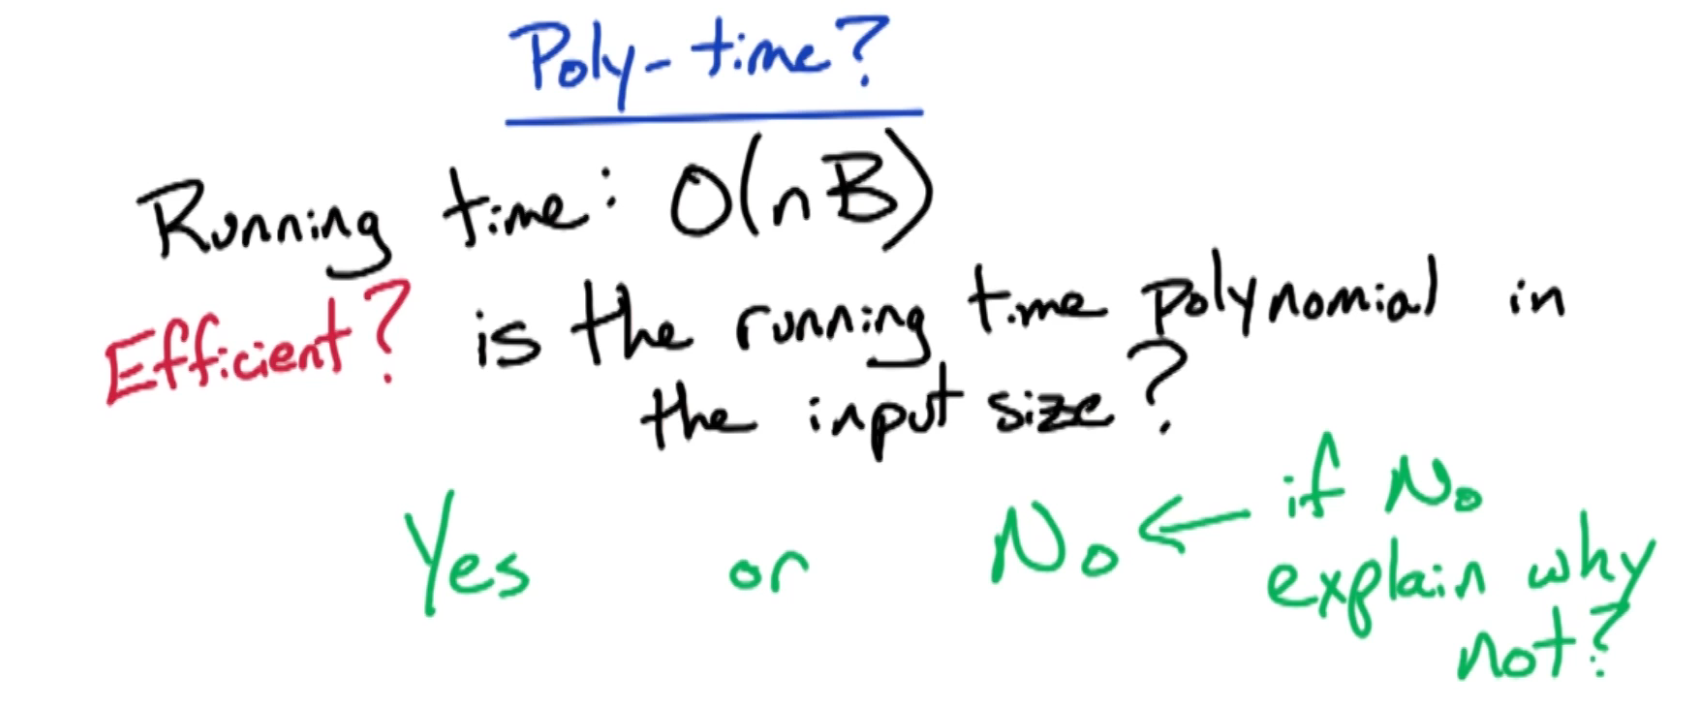 Poly-time?
Running time: O(nB)
Efficient? is the running time polynomial in
the input size?
Yes or No ← if No
explain why
not?